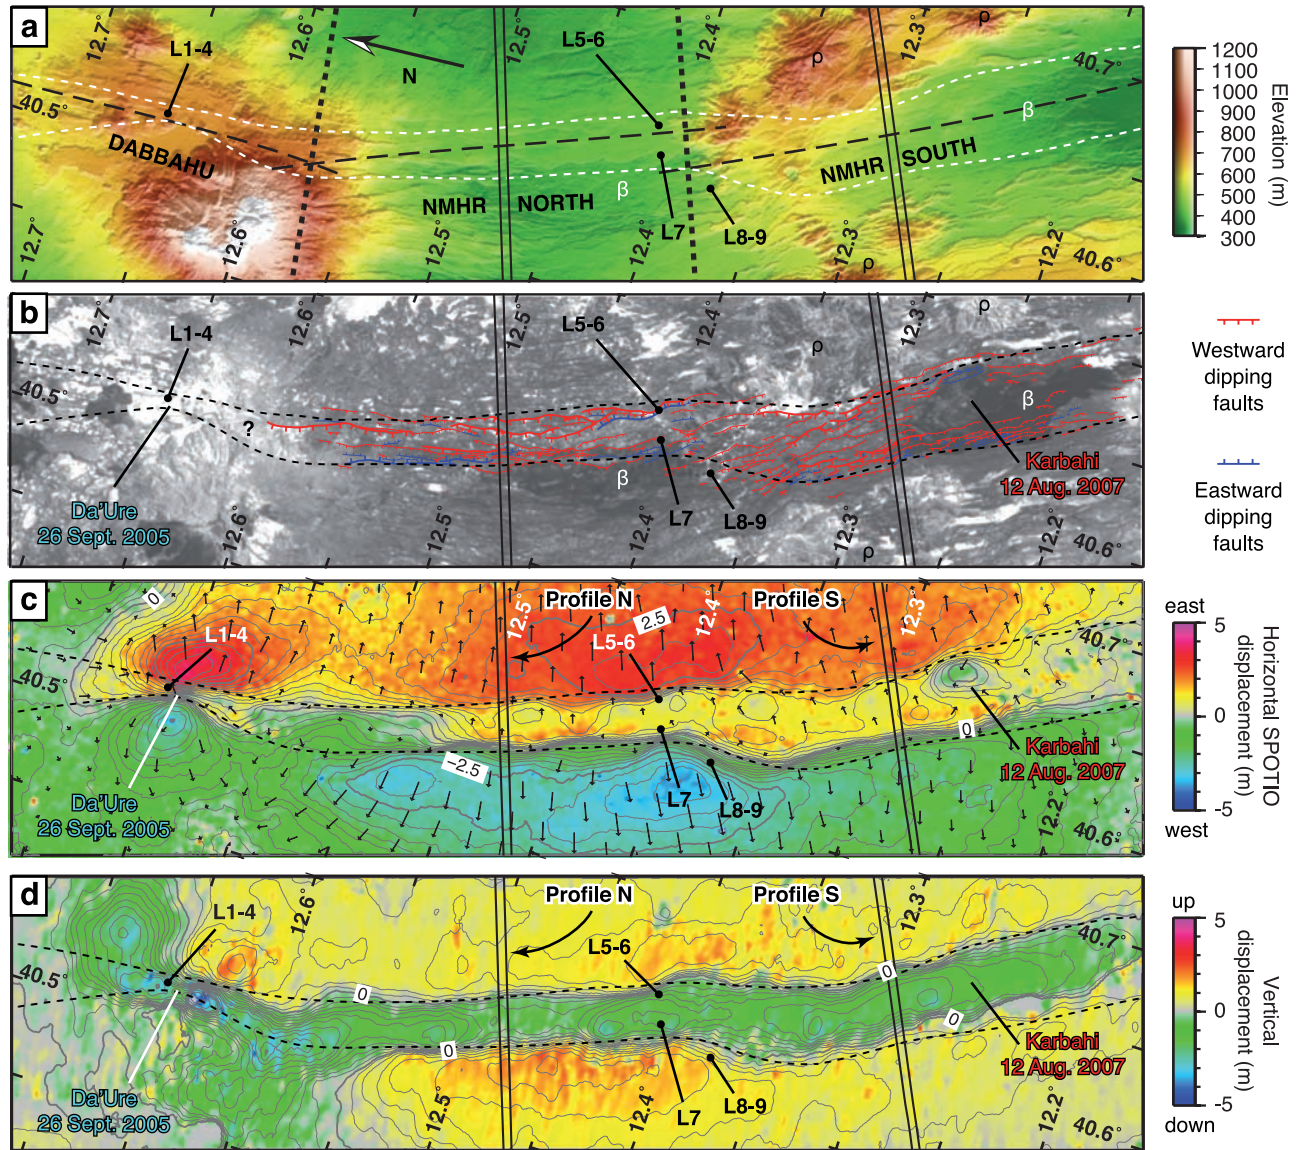 a
12.7°
12.6°
12.5°
12.4°
12.3°
ρ
L1-4
N
L5-6
ρ
40.7°
40.5°
β
DABBAHU
NMHR NORTH
β
NMHR SOUTH
L7
L8-9
12.7°
12.6°
12.5°
12.4°
12.3°
12.2°
40.6°
ρ
1200
1100
1000
900
800
700
600
500
400
300
Elevation (m)
b
12.7°
12.6°
12.5°
12.4°
12.3°
ρ
L1-4
L5-6
ρ
40.7°
40.5°
β
?
β
Karbahi
12 Aug. 2007
Da'Ure
26 Sept. 2005
L7
L8-9
12.6°
12.5°
12.4°
12.3°
12.2°
40.6°
ρ
Westward
dipping
faults
Eastward
dipping
faults
c
0
12.5°
Profile N
2.5
12.4°
Profile S
12.3°
L1-4
L5-6
40.7°
40.5°
0
−2.5
Karbahi
12 Aug. 2007
Da'Ure
26 Sept. 2005
L7
L8-9
12.2°
40.6°
east
5
0
-5
west
Horizontal SPOTIO
displacement (m)
d
12.6°
Profile N
Profile S
12.3°
L1-4
L5-6
40.7°
40.5°
0
0
0
0
Karbahi
12 Aug. 2007
Da'Ure
26 Sept. 2005
L7
L8-9
12.5°
12.4°
12.2°
40.6°
up
5
0
-5
down
Vertical
displacement (m)